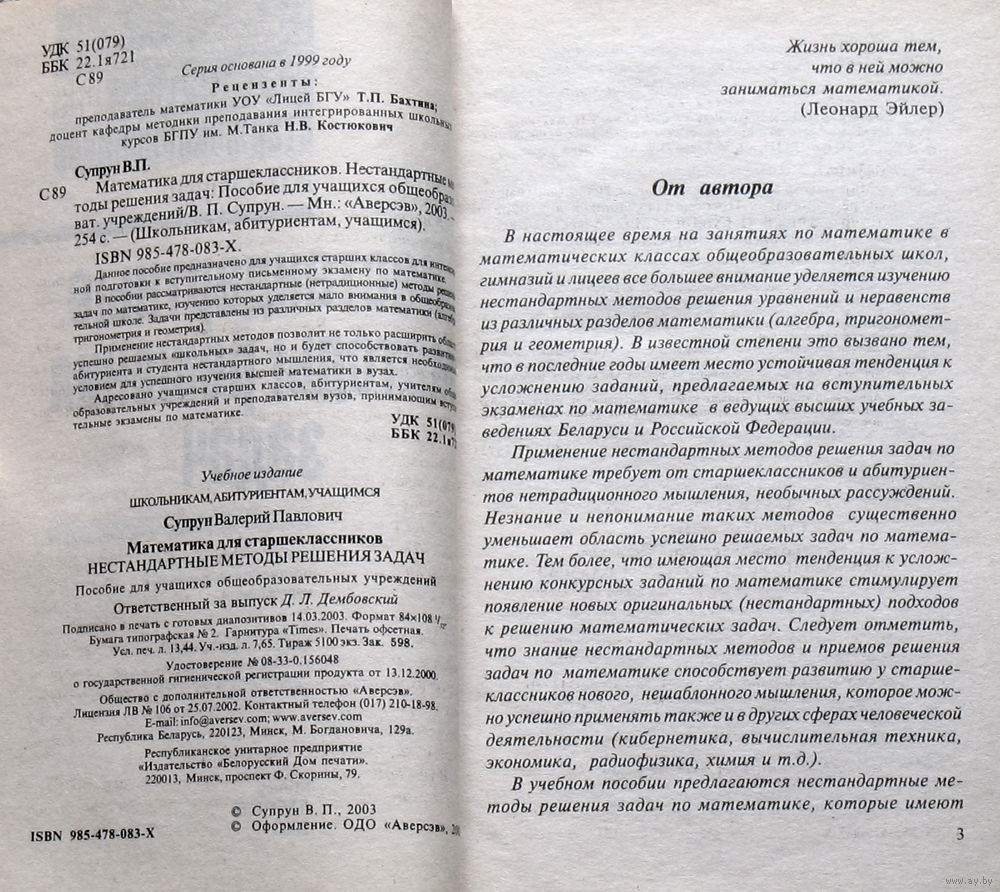 УДК 51(079)
ББК 22.1я721
С 89
Серия основана в 1999 году
Рецензенты:
преподаватель математики УОУ «Лицей БГУ» Т.П. Бахтина;
доцент кафедры методики преподавания интегрированных школьных
курсов БГПУ им. М.Танка Н.В. Костюкович
Супрун В.П.
С 89
Математика для старшеклассников. Нестандартные ме
тоды решения задач: Пособие для учащихся общеобраз
ват. учреждений/В. П. Супрун. — Мн.: «Аверсэв», 2003. –
254 с. — (Школьникам, абитуриентам, учащимся).
ISBN 985-478-083-X.
Данное пособие предназначено для учащихся старших классов для интенси
ной подготовки к вступительному письменному экзамену по математике.
В пособии рассматриваются нестандартные (нетрадиционные) методы решен
задач по математике, изучению которых уделяется мало внимания в общеобраз
тельной школе. Задачи представлены из различных разделов математики (алгеб
тригонометрия и геометрия).
Применение нестандартных методов позволит не только расширить област
успешно решаемых «школьных» задач, но и будет способствовать развитию
абитуриента и студента нестандартного мышления, что является необходим
условием для успешного изучения высшей математики в вузах.
Адресовано учащимся старших классов, абитуриентам, учителям обще
образовательных учреждений и преподавателям вузов, принимающим вступ
тельные экзамены по математике.
УДК 51(079)
ББК 22.1я72
Учебное издание
ШКОЛЬНИКАМ, АБИТУРИЕНТАМ, УЧАЩИМСЯ
Супрун Валерий Павлович
Математика для старшеклассников
НЕСТАНДАРТНЫЕ МЕТОДЫ РЕШЕНИЯ ЗАДАЧ
Пособие для учащихся общеобразовательных учреждений
Ответственный за выпуск Д. Л. Дембовский
Подписано в печать с готовых диапозитивов 14.03.2003. Формат 84×108 1/32.
Бумага типографская № 2. Гарнитура «Times». Печать офсетная.
Усл. печ. л. 13,44. Уч.-изд. л. 7,65. Тираж 5100 экз. Зак. 598.
Удостоверение № 08-33-0.156048
о государственной гигиенической регистрации продукта от 13.12.2000.
Общество с дополнительной ответственностью «Аверсэв».
Лицензия ЛВ № 106 от 25.07.2002. Контактный телефон (017) 210-18-98.
E-mail: info@aversev.com; www.aversev.com
Республика Беларусь, 220123, Минск, М. Богдановича, 129а.
Республиканское унитарное предприятие
«Издательство «Белорусский Дом печати».
220013, Минск, проспект Ф. Скорины, 79.
© Супрун В. П., 2003
© Оформление. ОДО «Аверсэв», 200
ISBN 985-478-083-X
Жизнь хороша тем,
что в ней можно
заниматься математикой.
(Леонард Эйлер)
От автора
В настоящее время на занятиях по математике в
математических классах общеобразовательных школ,
гимназий и лицеев все большее внимание уделяется изучению
нестандартных методов решения уравнений и неравенств
из различных разделов математики (алгебра, тригономет-
рия и геометрия). В известной степени это вызвано тем,
что в последние годы имеет место устойчивая тенденция к
усложнению заданий, предлагаемых на вступительных
экзаменах по математике в ведущих высших учебных за-
ведениях Беларуси и Российской Федерации.
Применение нестандартных методов решения задач по
математике требует от старшеклассников и абитуриен-
тов нетрадиционного мышления, необычных рассуждений.
Незнание и непонимание таких методов существенно
уменьшает область успешно решаемых задач по матема-
тике. Тем более, что имеющая место тенденция к услож-
нению конкурсных заданий по математике стимулирует
появление новых оригинальных (нестандартных) подходов
к решению математических задач. Следует отметить,
что знание нестандартных методов и приемов решения
задач по математике способствует развитию у старше-
классников нового, нешаблонного мышления, которое мож-
но успешно применять также и в других сферах человеческой
деятельности (кибернетика, вычислительная техника,
экономика, радиофизика, химия и т.д.).
В учебном пособии предлагаются нестандартные ме-
тоды решения задач по математике, которые имеют
3
www.ay.by